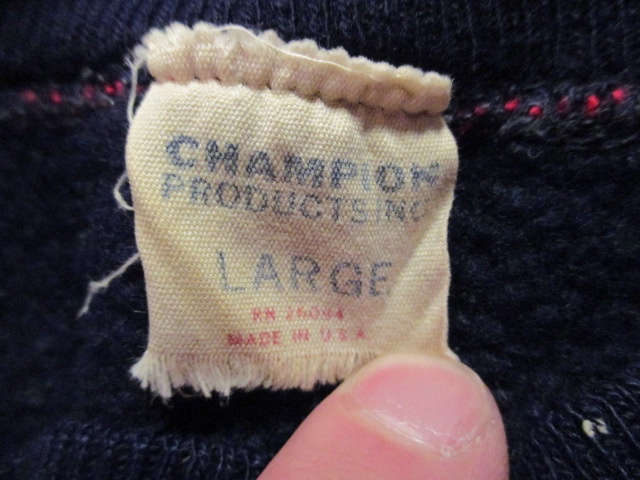 CHAMPION
PRODUCTS INC
LARGE
RN 26094
MADE IN U.S.A